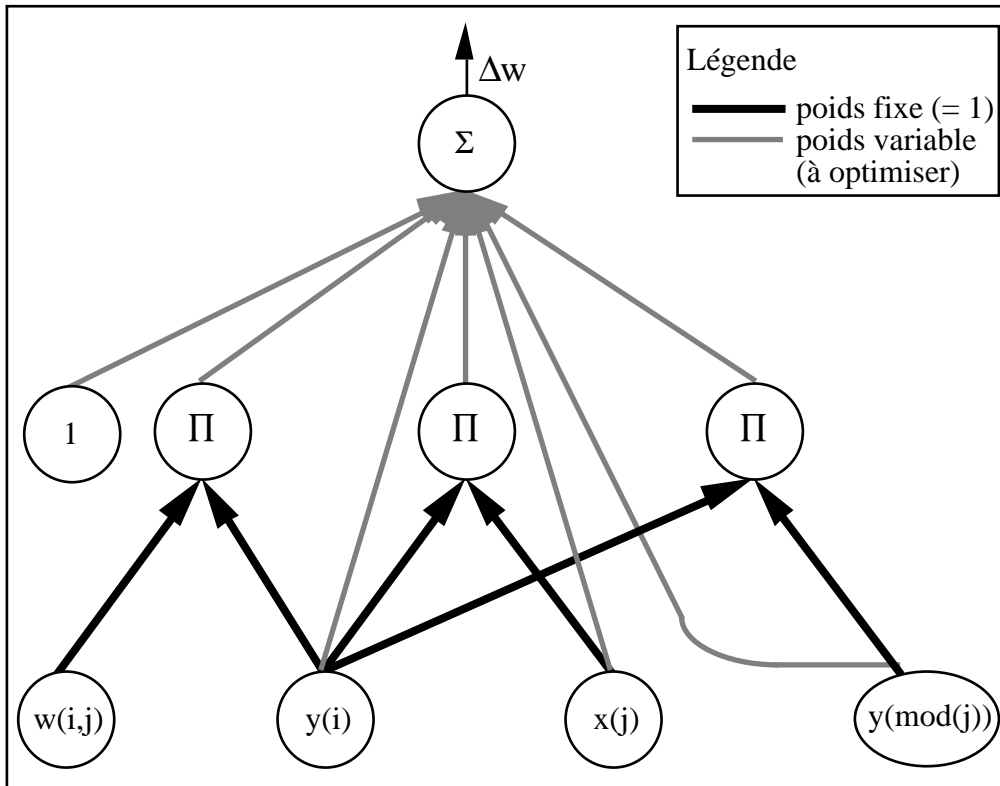 Δw
Légende
poids fixe (= 1)
poids variable
(à optimiser)
Σ
1
Π
Π
Π
w(i,j)
y(i)
x(j)
y(mod(j))